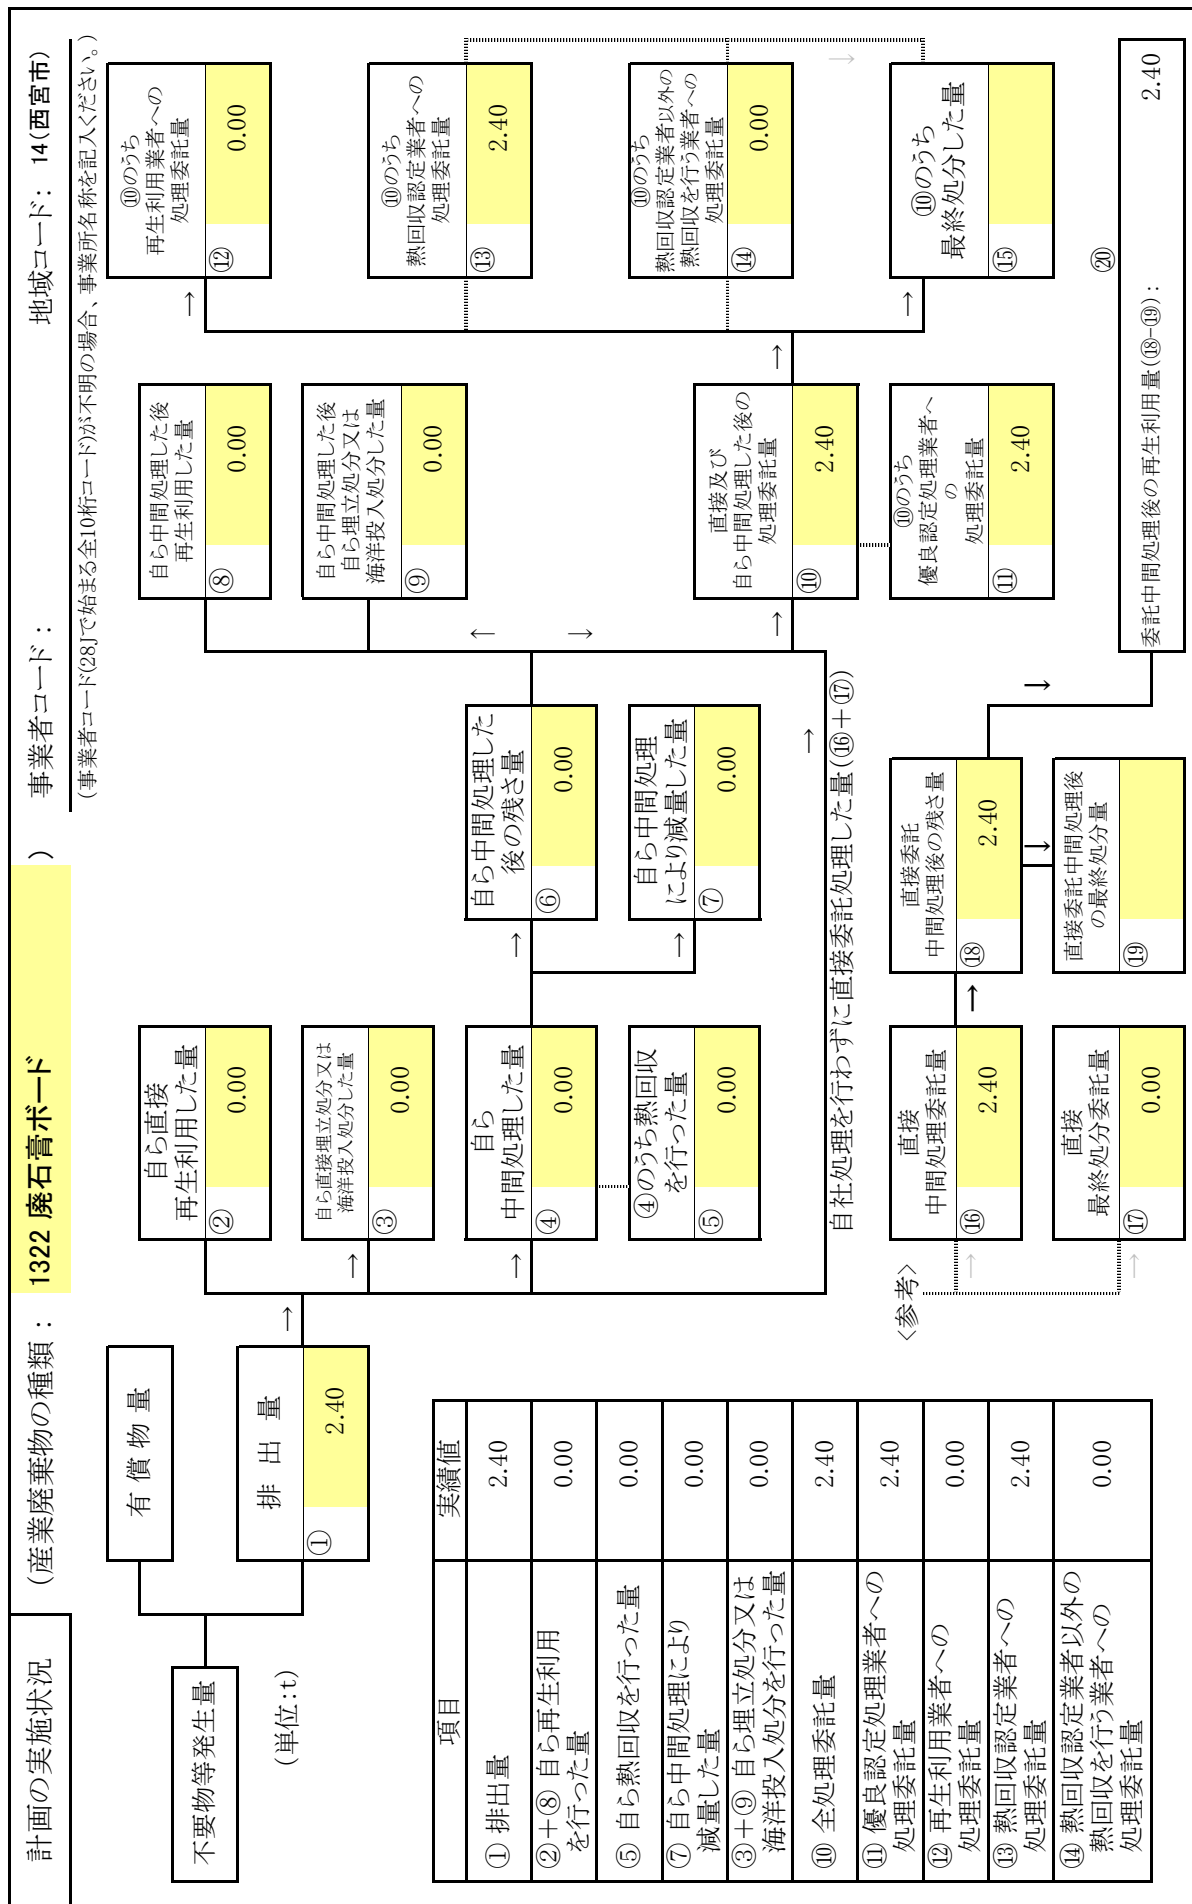 計画の実施状況
(産業廃棄物の種類： 1322 廃石膏ボード )
事業者コード：
地域コード： 14(西宮市)
(事業者コード(28Jで始まる全10桁コード)が不明の場合、事業所名称を記入ください。)
不要物等発生量
(単位:t)
有 償 物 量
排 出 量
① 2.40
→
自ら直接
再生利用した量
② 0.00
→
自ら直接埋立処分又は
海洋投入処分した量
③ 0.00
→
自ら
中間処理した量
④ 0.00
④のうち熱回収
を行った量
⑤ 0.00
→
自ら中間処理した
後の残さ量
⑥ 0.00
→
自ら中間処理
により減量した量
⑦ 0.00
←
→
自ら中間処理した後
再生利用した量
⑧ 0.00
自ら中間処理した後
自ら埋立処分又は
海洋投入処分した量
⑨ 0.00
→
直接及び
自ら中間処理した後の
処理委託量
⑩ 2.40
⑩のうち
優良認定処理業者へ
の
処理委託量
⑪ 2.40
→
→
⑩のうち
再生利用業者への
処理委託量
⑫ 0.00
⑩のうち
熱回収認定業者への
処理委託量
⑬ 2.40
⑩のうち
熱回収認定業者以外の
熱回収を行う業者への
処理委託量
⑭ 0.00
→
→
⑩のうち
最終処分した量
⑮
自社処理を行わずに直接委託処理した量(⑯＋⑰)
→
<参考>
→
直接
中間処理委託量
⑯ 2.40
→
直接
最終処分委託量
⑰ 0.00
→
直接委託
中間処理後の残さ量
⑱ 2.40
→
直接委託中間処理後
の最終処分量
⑲
→
⑳
委託中間処理後の再生利用量(⑱-⑲)： 2.40
項目 実績値
① 排出量 2.40
②＋⑧ 自ら再生利用
を行った量 0.00
⑤ 自ら熱回収を行った量 0.00
⑦ 自ら中間処理により
減量した量 0.00
③＋⑨ 自ら埋立処分又は
海洋投入処分を行った量 0.00
⑩ 全処理委託量 2.40
⑪ 優良認定処理業者への
処理委託量 2.40
⑫ 再生利用業者への
処理委託量 0.00
⑬ 熱回収認定業者への
処理委託量 2.40
⑭ 熱回収認定業者以外の
熱回収を行う業者への
処理委託量 0.00